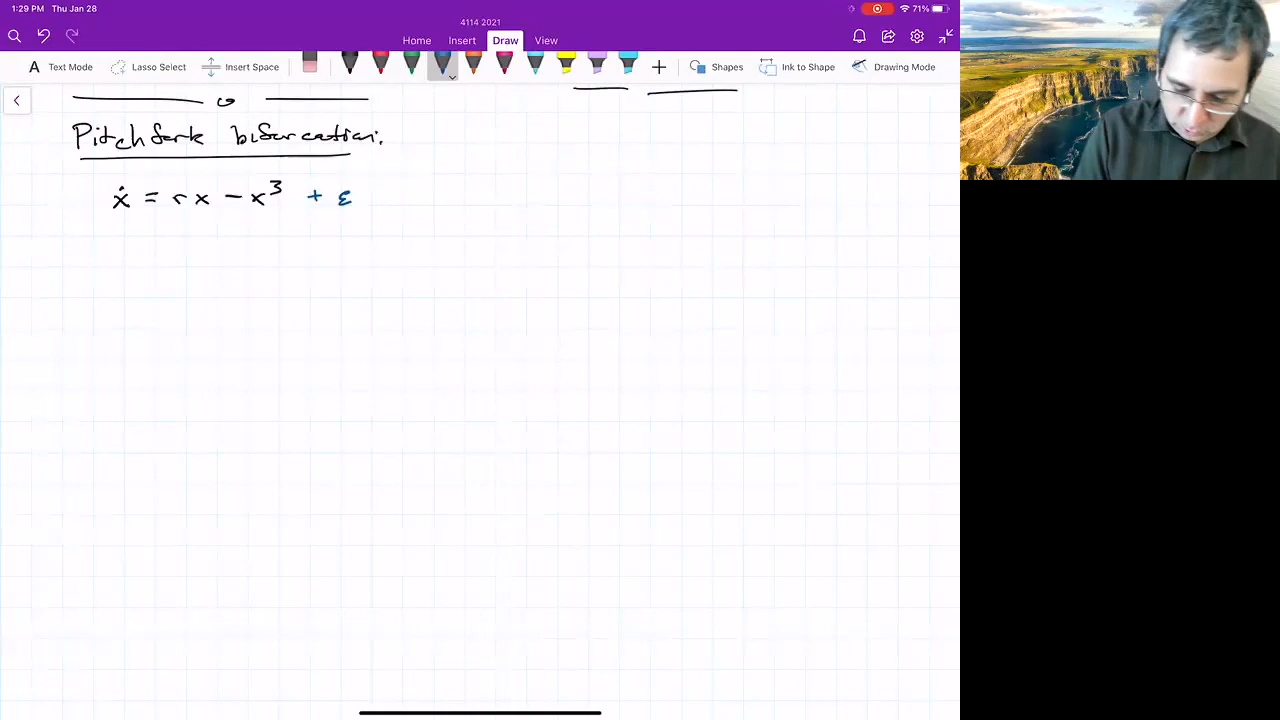 1:29 PM Thu Jan 28
71%
4114 2021
Home Insert Draw View
Text Mode Lasso Select Insert Space Shapes Ink to Shape Drawing Mode
Pitchfork bifurcation:
ẋ = rx − x³ + ε